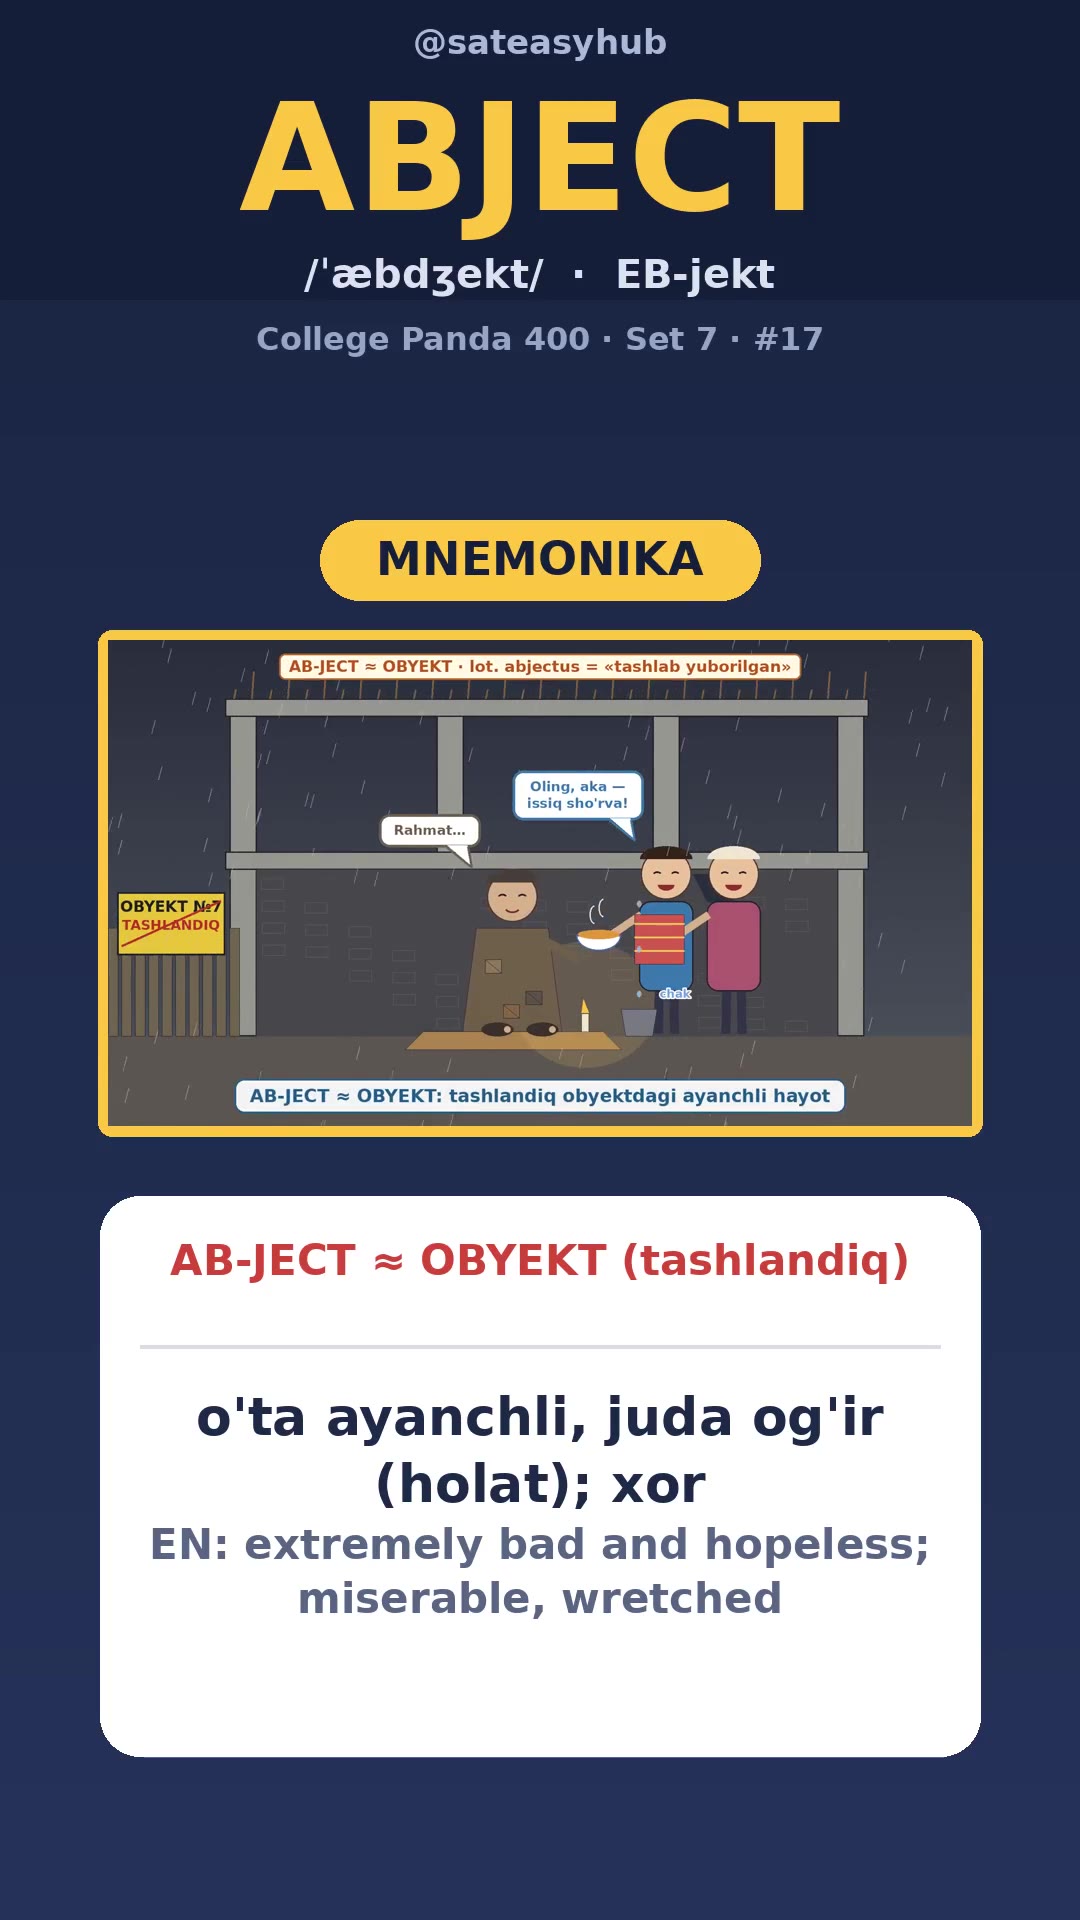 @sateasyhub
ABJECT
/ˈæbdʒekt/ · EB-jekt
College Panda 400 · Set 7 · #17
MNEMONIKA
AB-JECT ≈ OBYEKT · lot. abjectus = «tashlab yuborilgan»
Oling, aka —
issiq sho'rva!
Rahmat...
OBYEKT №7
TASHLANDIQ
chak
AB-JECT ≈ OBYEKT: tashlandiq obyektdagi ayanchli hayot
AB-JECT ≈ OBYEKT (tashlandiq)
o'ta ayanchli, juda og'ir
(holat); xor
EN: extremely bad and hopeless;
miserable, wretched